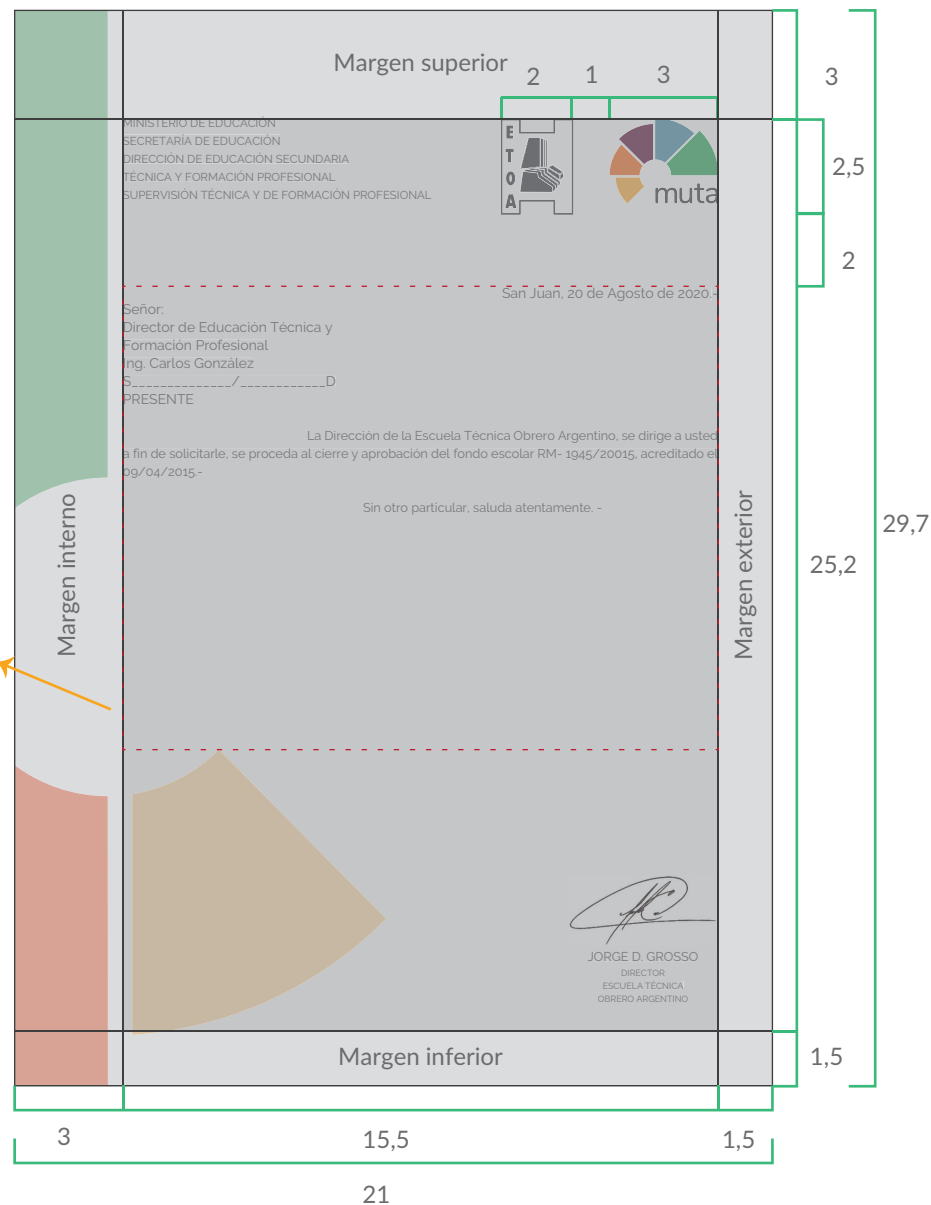 Margen superior
2
1
3
3
MINISTERIO DE EDUCACIÓN
SECRETARÍA DE EDUCACIÓN
DIRECCIÓN DE EDUCACIÓN SECUNDARIA
TÉCNICA Y FORMACIÓN PROFESIONAL
SUPERVISIÓN TÉCNICA Y DE FORMACIÓN PROFESIONAL
E
T
O
A
muta
2,5
2
San Juan, 20 de Agosto de 2020.-
Señor:
Director de Educación Técnica y
Formación Profesional
Ing. Carlos González
S______________/____________D
PRESENTE
La Dirección de la Escuela Técnica Obrero Argentino, se dirige a usted
a fin de solicitarle, se proceda al cierre y aprobación del fondo escolar RM- 1945/20015, acreditado el
09/04/2015.-
Sin otro particular, saluda atentamente. -
Margen interno
Margen exterior
29,7
25,2
JORGE D. GROSSO
DIRECTOR
ESCUELA TÉCNICA
OBRERO ARGENTINO
Margen inferior
1,5
3
15,5
1,5
21